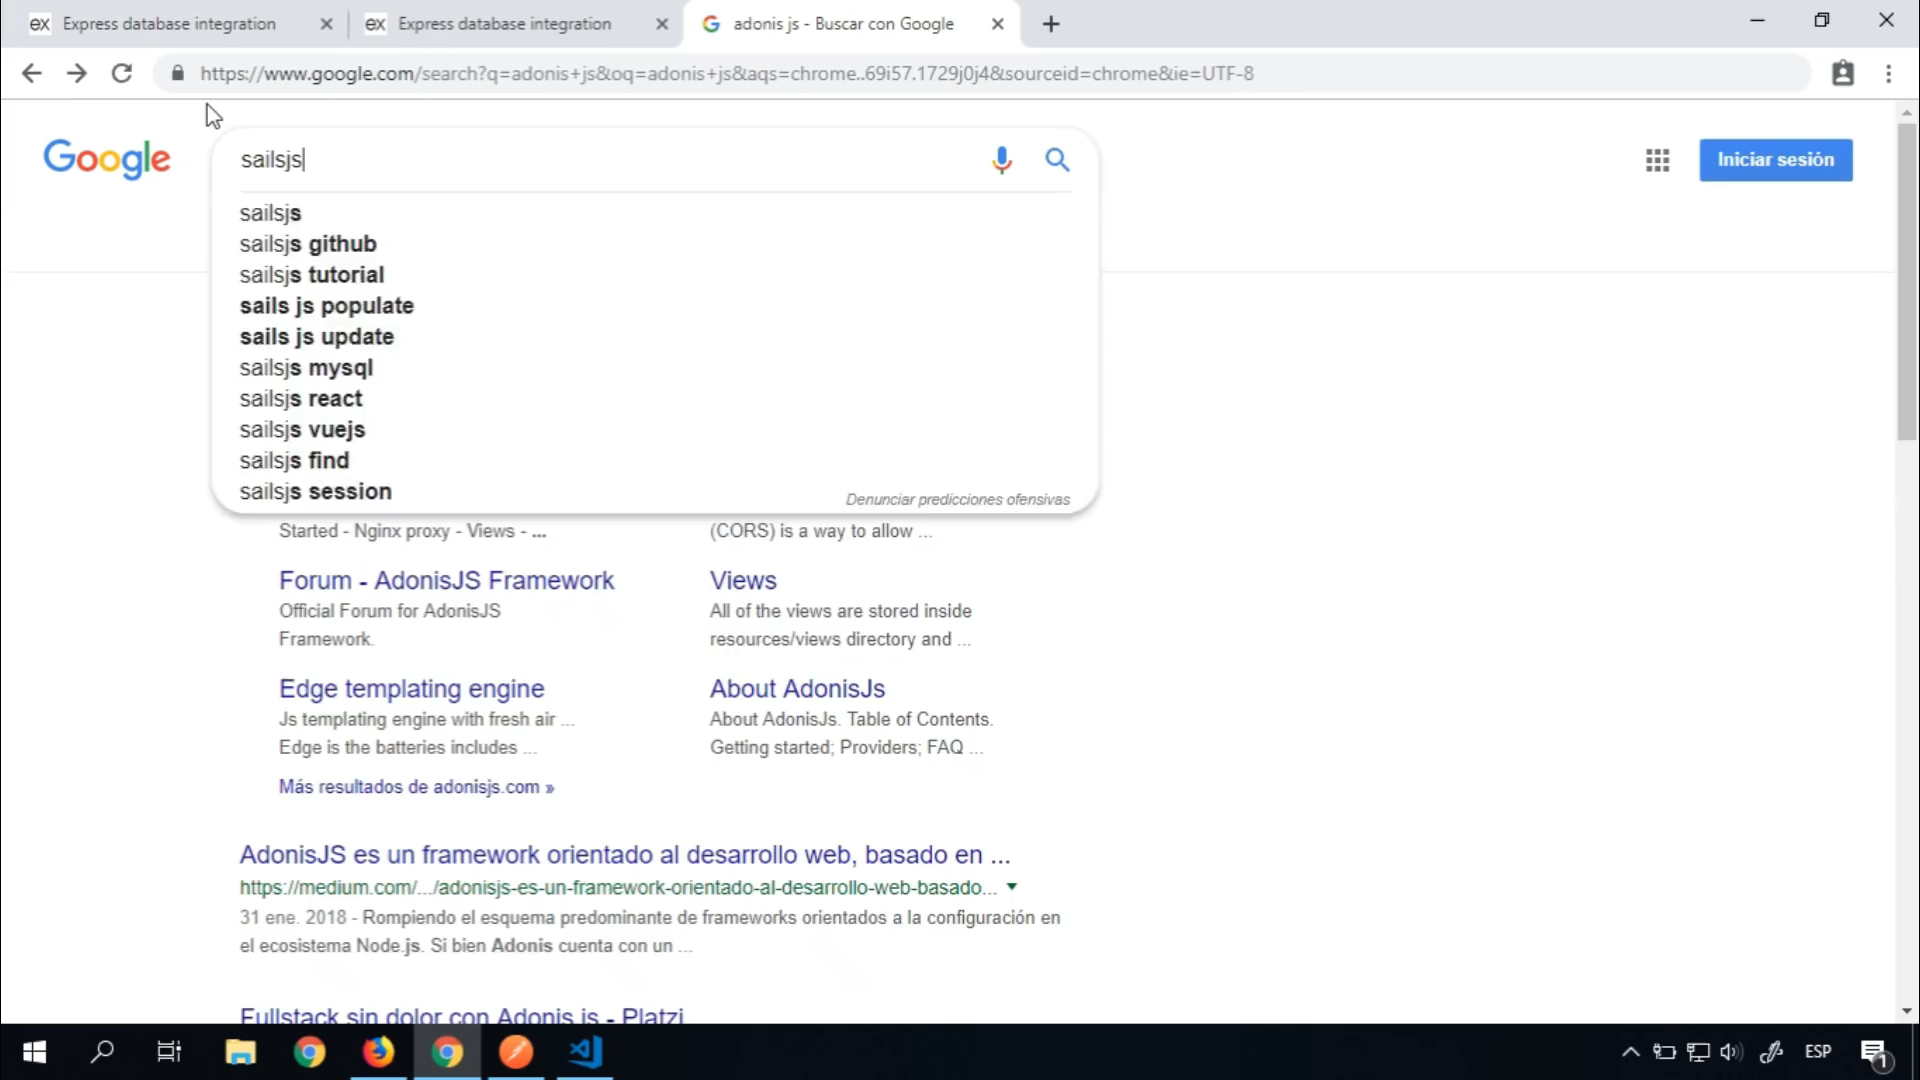 ex Express database integration
ex Express database integration
adonis js - Buscar con Google
https://www.google.com/search?q=adonis+js&oq=adonis+js&aqs=chrome..69i57.1729j0j4&sourceid=chrome&ie=UTF-8
Google
sailsjs
Iniciar sesión
sailsjs
sailsjs github
sailsjs tutorial
sails js populate
sails js update
sailsjs mysql
sailsjs react
sailsjs vuejs
sailsjs find
sailsjs session
Denunciar predicciones ofensivas
Started - Nginx proxy - Views - ...
(CORS) is a way to allow ...
Forum - AdonisJS Framework
Official Forum for AdonisJS
Framework.
Views
All of the views are stored inside
resources/views directory and ...
Edge templating engine
Js templating engine with fresh air ...
Edge is the batteries includes ...
About AdonisJs
About AdonisJs. Table of Contents.
Getting started; Providers; FAQ ...
Más resultados de adonisjs.com »
AdonisJS es un framework orientado al desarrollo web, basado en ...
https://medium.com/.../adonisjs-es-un-framework-orientado-al-desarrollo-web-basado...
31 ene. 2018 - Rompiendo el esquema predominante de frameworks orientados a la configuración en
el ecosistema Node.js. Si bien Adonis cuenta con un ...
Fullstack sin dolor con Adonis js - Platzi
ESP
1